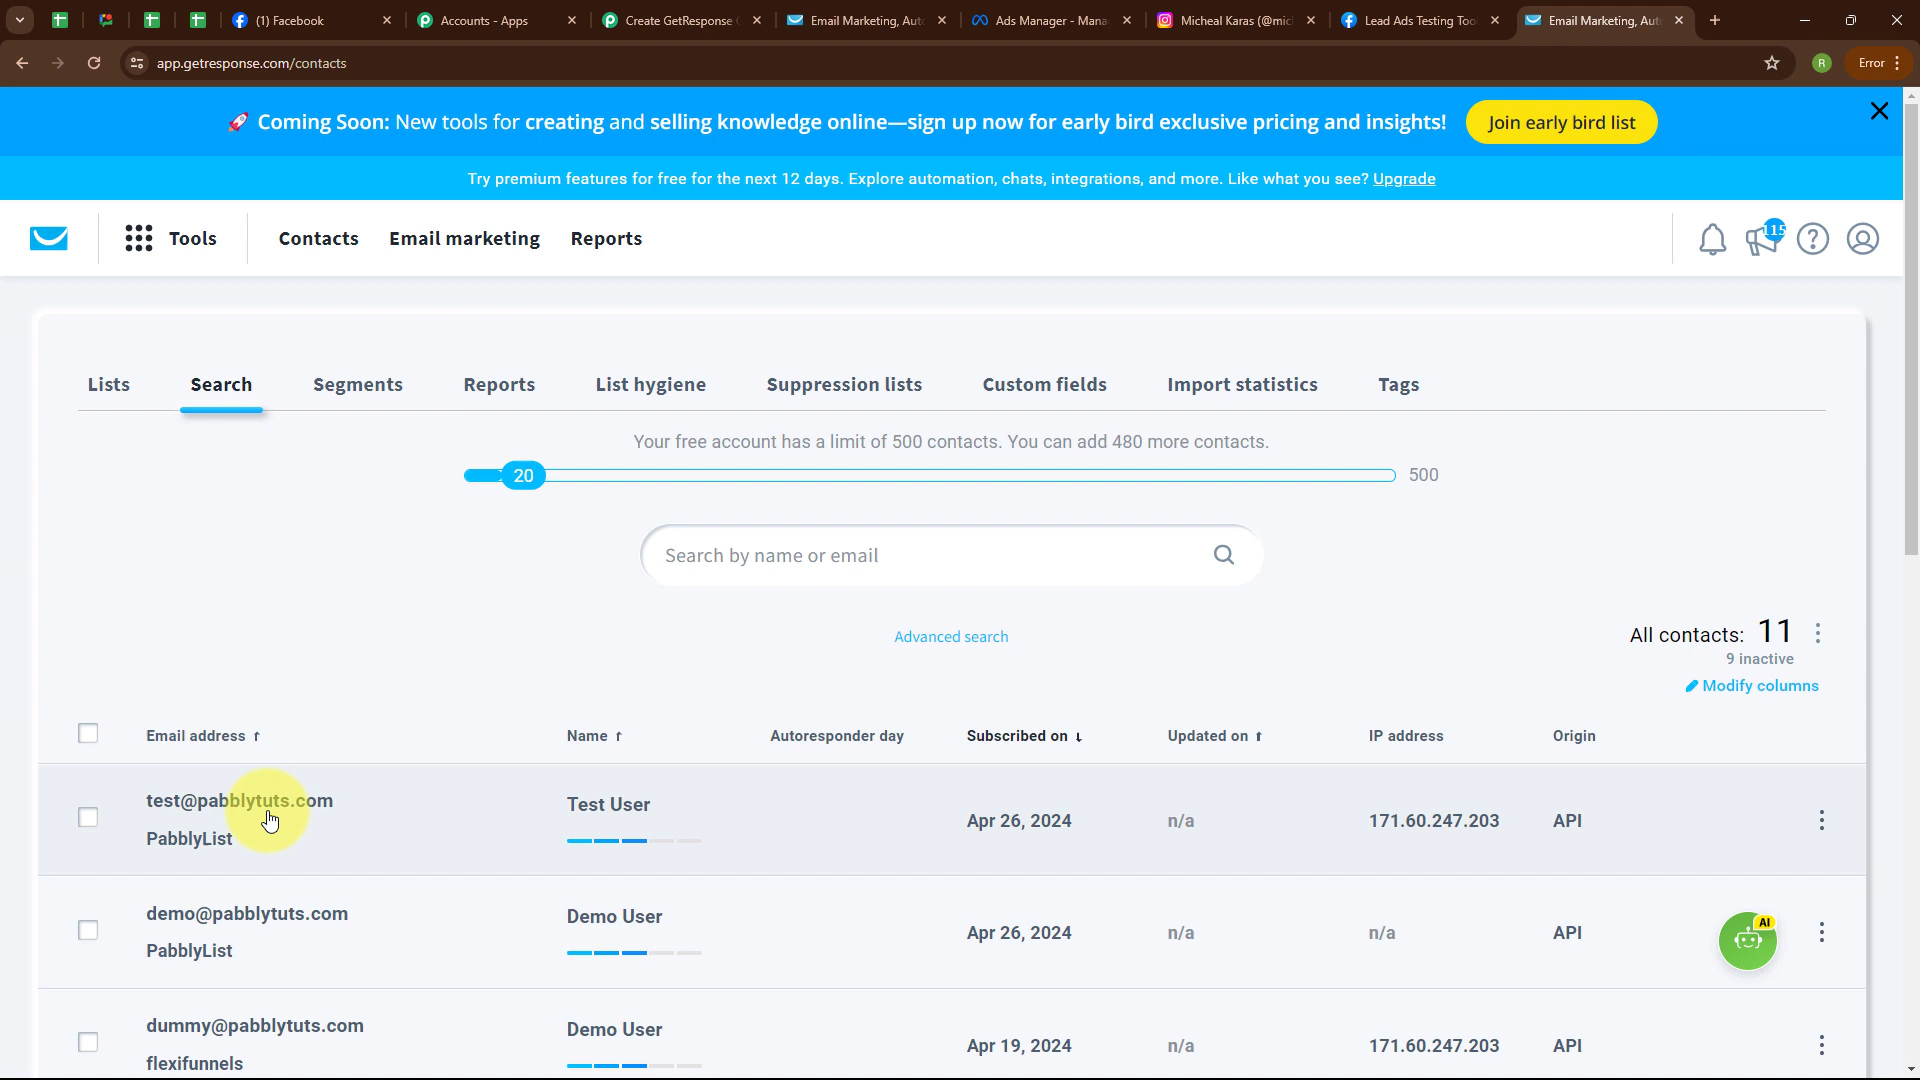 (1) Facebook
Accounts - Apps
Create GetResponse
Email Marketing, Aut
Ads Manager - Mana
Micheal Karas (@mic
Lead Ads Testing Too
Email Marketing, Aut
app.getresponse.com/contacts
R
Error
🚀 Coming Soon: New tools for creating and selling knowledge online—sign up now for early bird exclusive pricing and insights!
Join early bird list
Try premium features for free for the next 12 days. Explore automation, chats, integrations, and more. Like what you see? Upgrade
Tools
Contacts
Email marketing
Reports
115
Lists
Search
Segments
Reports
List hygiene
Suppression lists
Custom fields
Import statistics
Tags
Your free account has a limit of 500 contacts. You can add 480 more contacts.
20
500
Search by name or email
Advanced search
All contacts: 11
9 inactive
Modify columns
Email address ↑
Name ↑
Autoresponder day
Subscribed on ↓
Updated on ↑
IP address
Origin
test@pabblytuts.com
PabblyList
Test User
Apr 26, 2024
n/a
171.60.247.203
API
demo@pabblytuts.com
PabblyList
Demo User
Apr 26, 2024
n/a
n/a
API
AI
dummy@pabblytuts.com
flexifunnels
Demo User
Apr 19, 2024
n/a
171.60.247.203
API